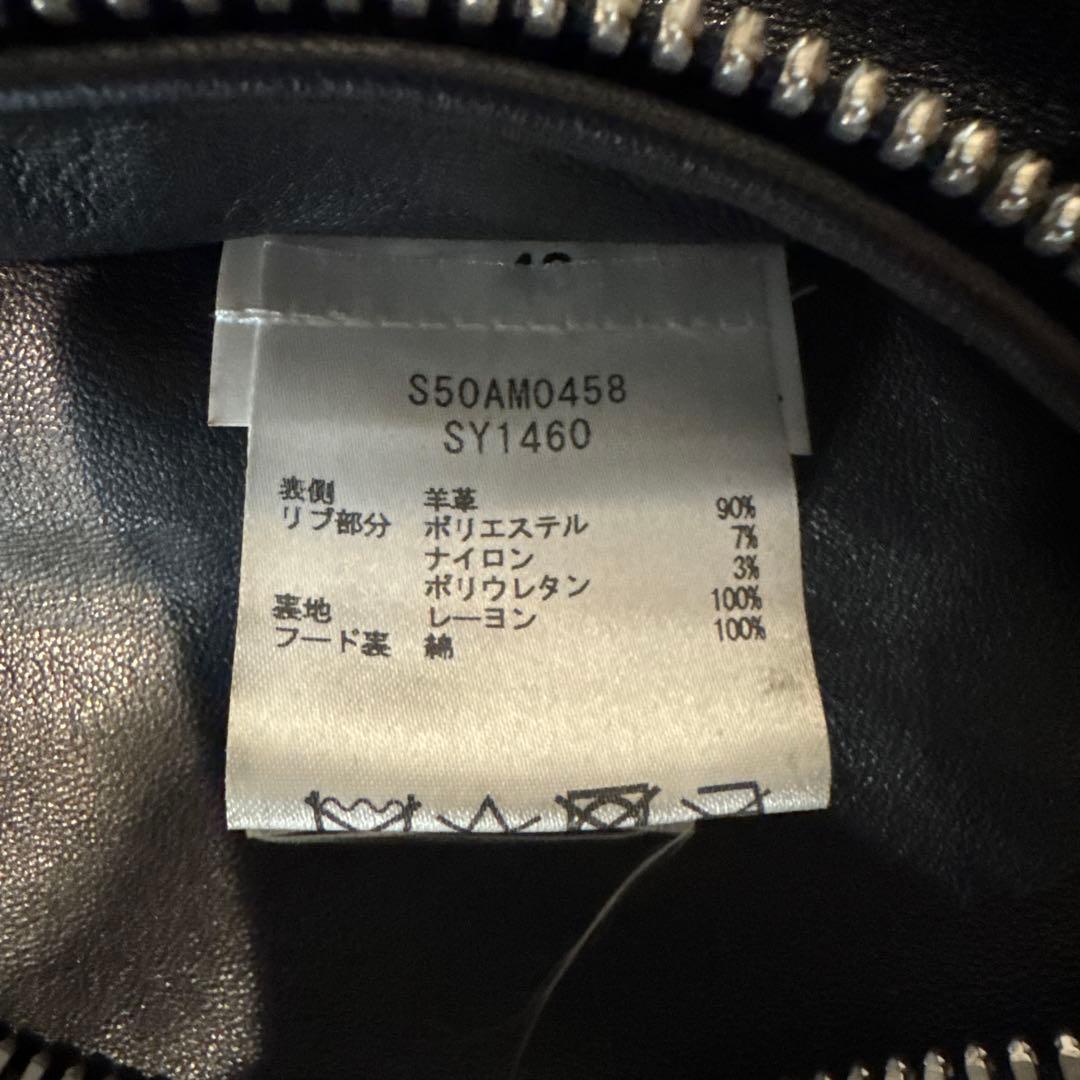 S50AM0458
SY1460
表側 羊革
リブ部分 ポリエステル 90%
ナイロン 7%
ポリウレタン 3%
裏地 レーヨン 100%
フード裏 綿 100%